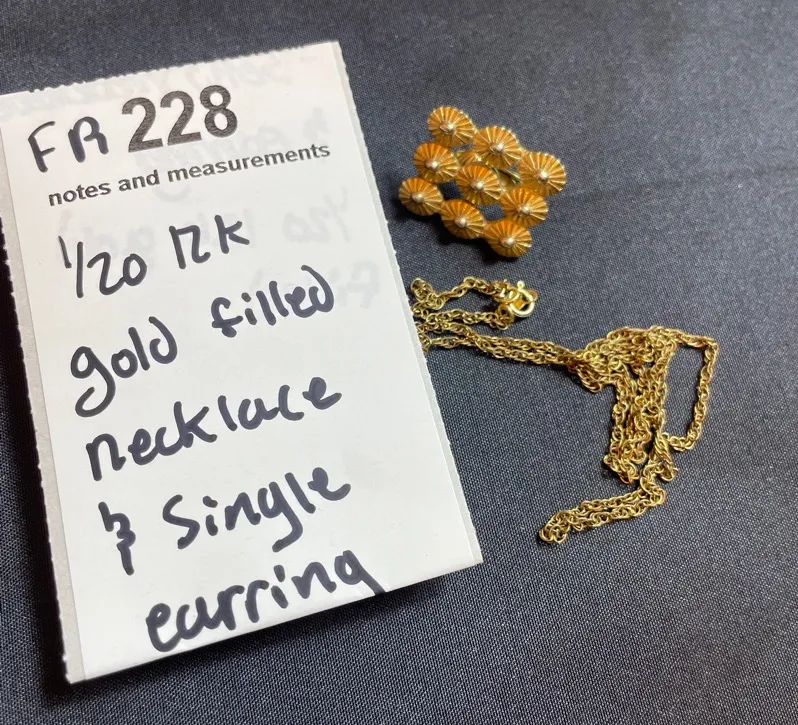 FR 228
notes and measurements
1/20 12k
gold filled
necklace
& Single
earring